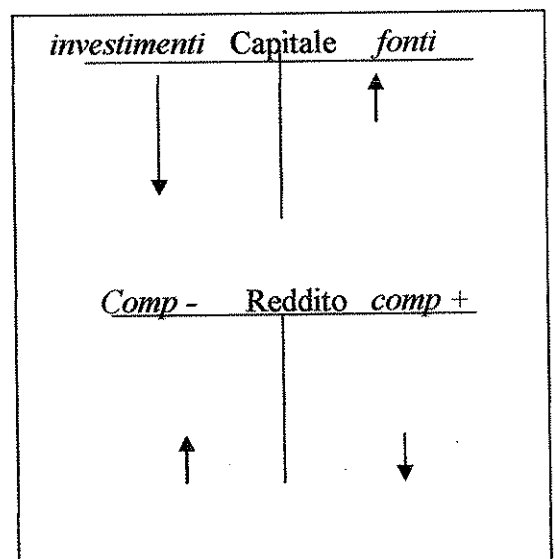 investimenti Capitale fonti
Comp - Reddito comp +